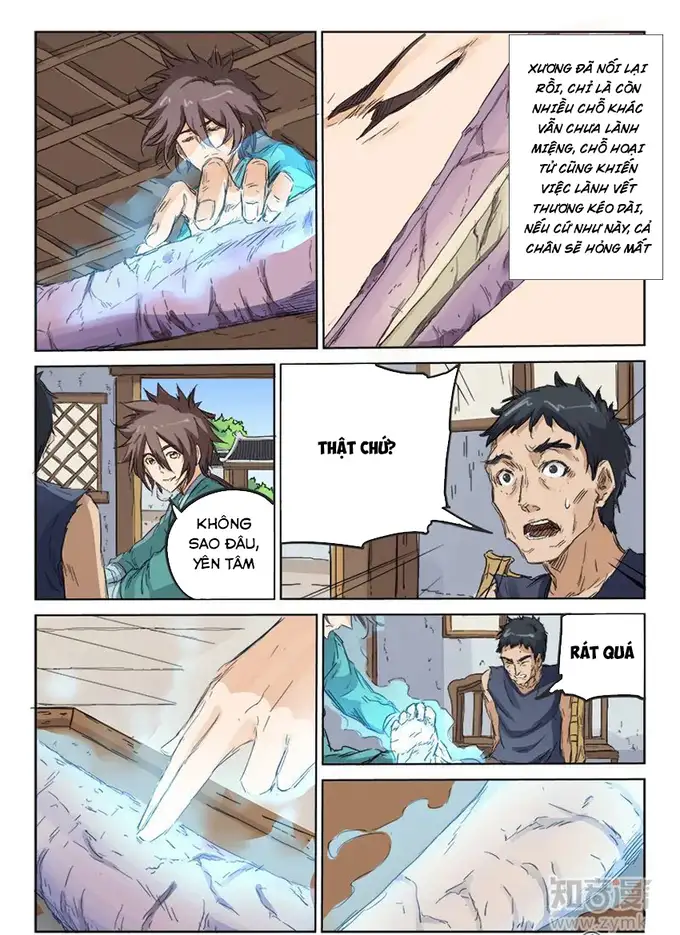 XƯƠNG ĐÃ NỐI LẠI
RỒI, CHỈ LÀ CÒN
NHIỀU CHỖ KHÁC
VẪN CHƯA LÀNH
MIỆNG, CHỖ HOẠI
TỬ CŨNG KHIẾN
VIỆC LÀNH VẾT
THƯƠNG KÉO DÀI,
NẾU CỨ NHƯ NÀY, CẢ
CHÂN SẼ HỎNG MẤT
KHÔNG
SAO ĐÂU,
YÊN TÂM
THẬT CHỨ?
RÁT QUÁ
知音漫
www.zymk